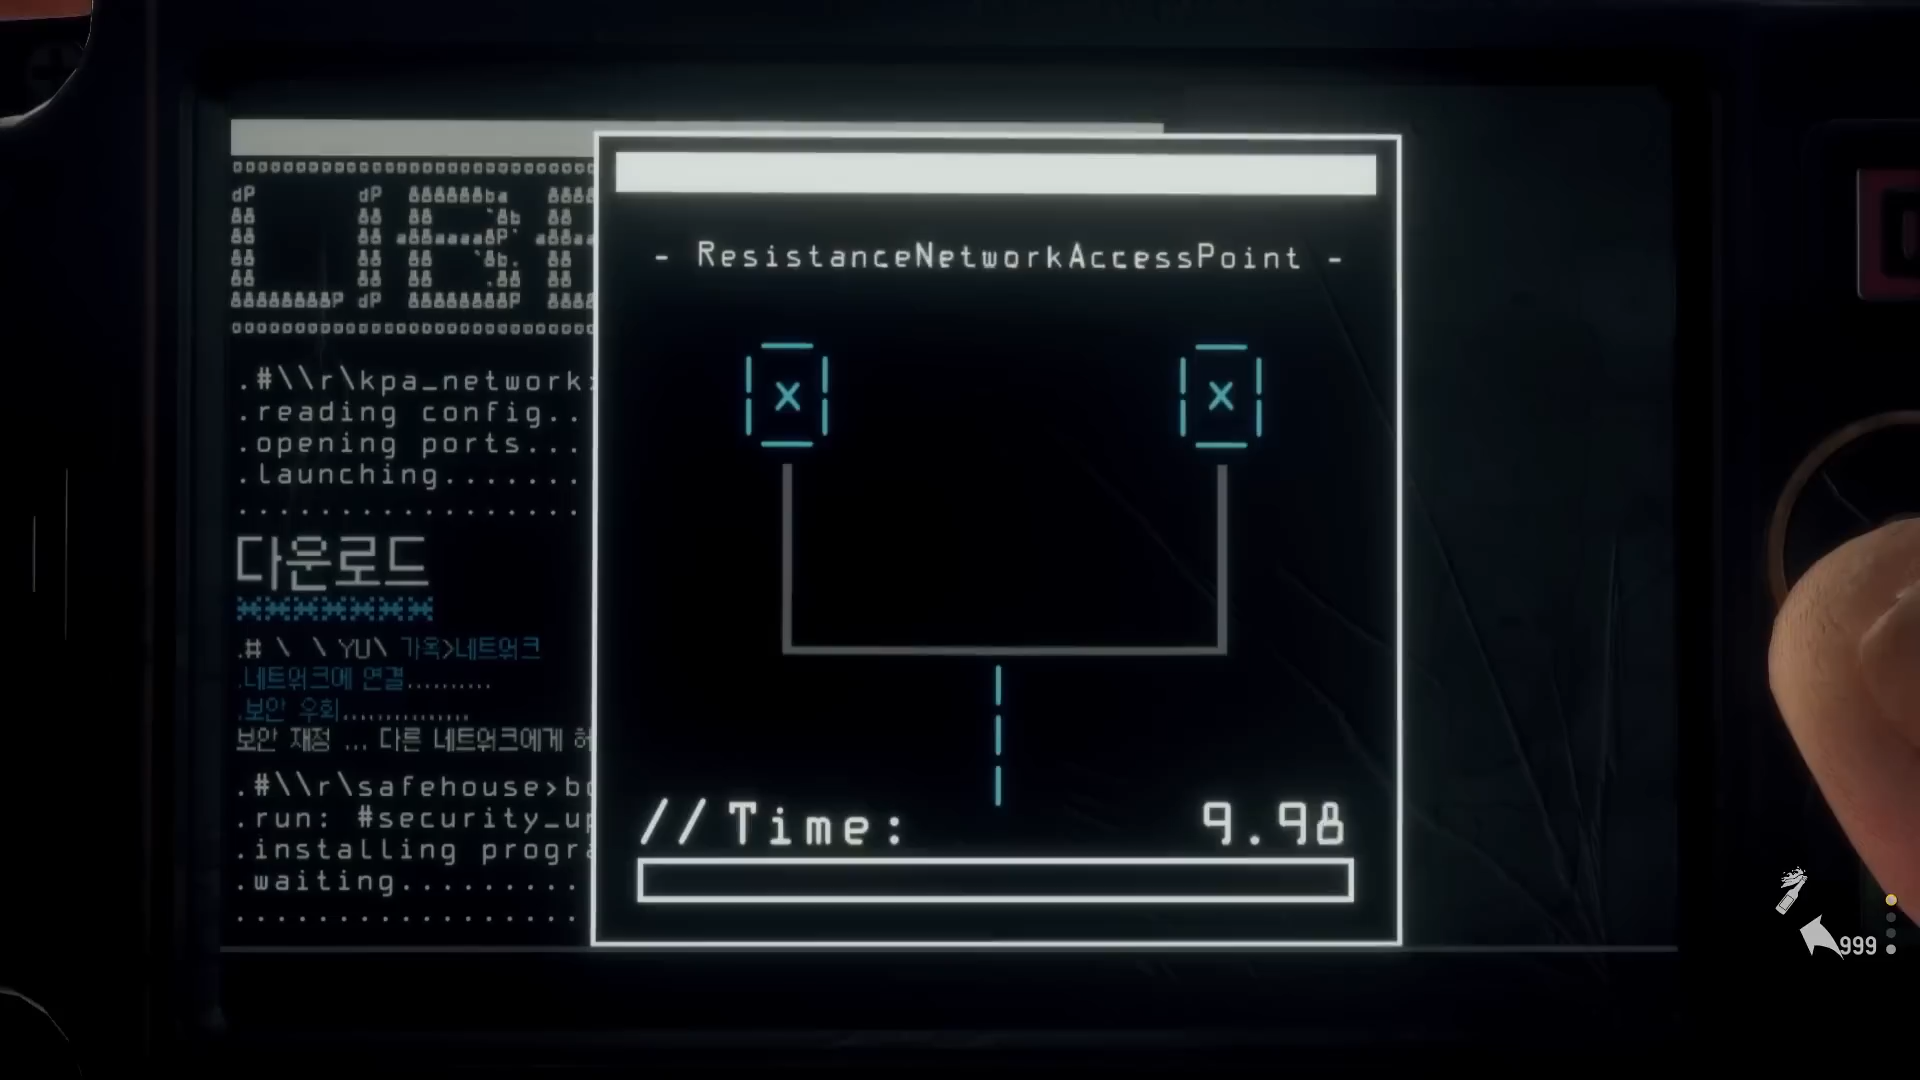 - ResistanceNetworkAccessPoint -
.#\\r\kpa_network
.reading config..
.opening ports...
.launching.......
..................
다운로드
******* 
.# \ \ YU\ 가옥>네트워크
.네트워크에 연결..........
.보안 우회...............
보안 재정 ... 다른 네트워크에게
.#\\r\safehouse>
.run: #security_up
.installing progra
.waiting..........
..................
x x
// Time: 9.98
999